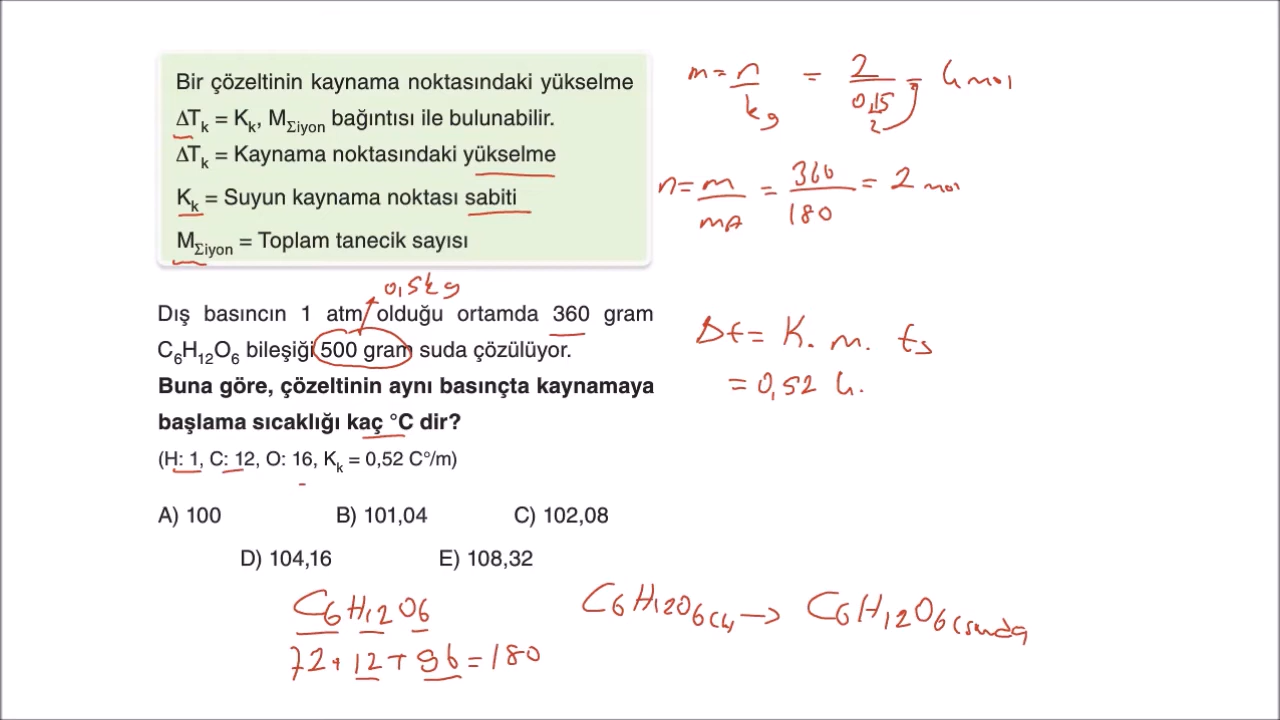 Bir çözeltinin kaynama noktasındaki yükselme
ΔTk = Kk, MΣiyon bağıntısı ile bulunabilir.
ΔTk = Kaynama noktasındaki yükselme
Kk = Suyun kaynama noktası sabiti
MΣiyon = Toplam tanecik sayısı
0,5kg
Dış basıncın 1 atm olduğu ortamda 360 gram
C6H12O6 bileşiği 500 gram suda çözülüyor.
Buna göre, çözeltinin aynı basınçta kaynamaya
başlama sıcaklığı kaç °C dir?
(H: 1, C: 12, O: 16, Kk = 0,52 C°/m)
A) 100 B) 101,04 C) 102,08
D) 104,16 E) 108,32
C6H12O6
72+12+96=180
m=n/kg = 2/0,5 = 4 mol
n=m/mA = 360/180 = 2 mol
Δt= K. m. ts
= 0,52 4.
C6H12O6(k) → C6H12O6(suda